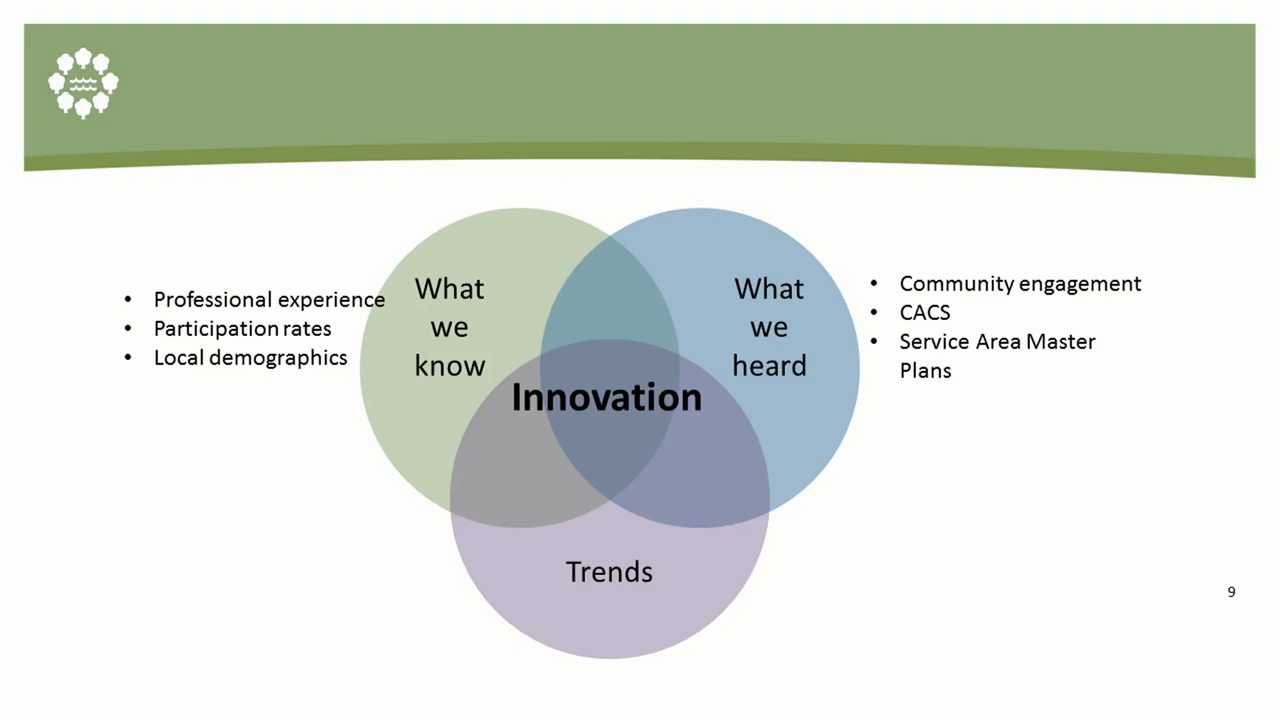 • Professional experience
• Participation rates
• Local demographics
What
we
know
What
we
heard
• Community engagement
• CACS
• Service Area Master
Plans
Innovation
Trends
9